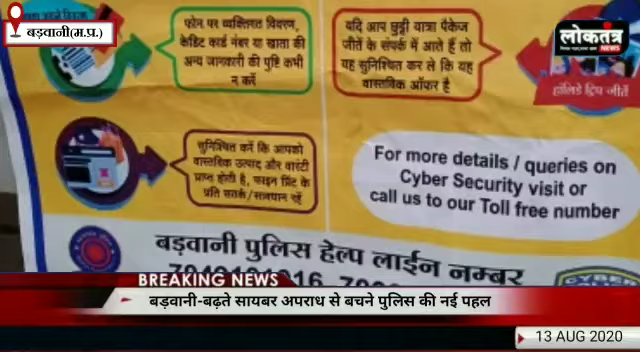 बड़वानी(म.प्र.)
लोकतंत्र
NEWS
फोन पर व्यक्तिगत विवरण,
क्रेडिट कार्ड नंबर या खाता की
अन्य जानकारी की पुष्टि कभी
न करें
यदि आप छुट्टी यात्रा पैकेज
जीतें के संपर्क में आते हैं तो
यह सुनिश्चित कर ले कि यह
वास्तविक ऑफर है
हॉलिडे ट्रिप जीतें
सुनिश्चित करें कि आपको
वास्तविक उत्पाद और वारंटी
प्राप्त होती है, फाइन प्रिंट के
प्रति सतर्क/सावधान रहें
For more details / queries on
Cyber Security visit or
call us to our Toll free number
बड़वानी पुलिस हेल्प लाईन नम्बर
CYBER
BREAKING NEWS
बड़वानी-बढ़ते सायबर अपराध से बचने पुलिस की नई पहल
13 AUG 2020